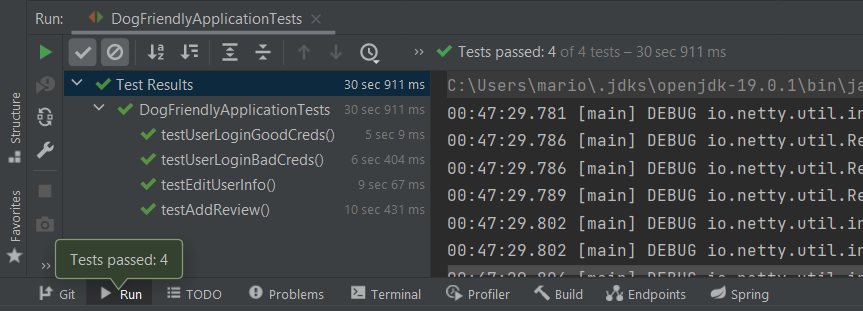 Run: DogFriendlyApplicationTests
Tests passed: 4 of 4 tests – 30 sec 911 ms
Test Results 30 sec 911 ms
DogFriendlyApplicationTests 30 sec 911 ms
testUserLoginGoodCreds() 5 sec 9 ms
testUserLoginBadCreds() 6 sec 404 ms
testEditUserInfo() 9 sec 67 ms
testAddReview() 10 sec 431 ms
C:\Users\mario\.jdks\openjdk-19.0.1\bin\ja
00:47:29.781 [main] DEBUG io.netty.util.in
00:47:29.786 [main] DEBUG io.netty.util.Re
00:47:29.786 [main] DEBUG io.netty.util.Re
00:47:29.789 [main] DEBUG io.netty.util.Re
00:47:29.802 [main] DEBUG io.netty.util.in
00:47:29.802 [main] DEBUG io.netty.util.in
Structure
Favorites
Tests passed: 4
Git Run TODO Problems Terminal Profiler Build Endpoints Spring